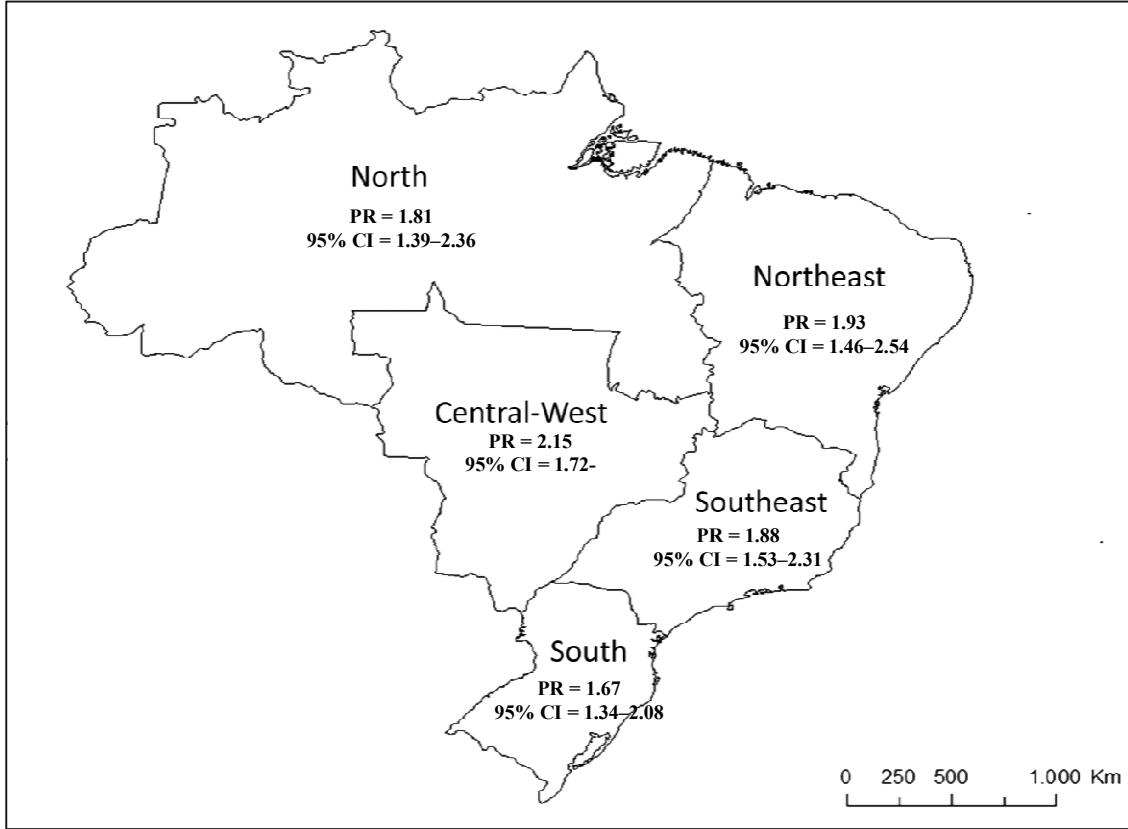 North
PR = 1.81
95% CI = 1.39–2.36
Northeast
PR = 1.93
95% CI = 1.46–2.54
Central-West
PR = 2.15
95% CI = 1.72-
Southeast
PR = 1.88
95% CI = 1.53–2.31
South
PR = 1.67
95% CI = 1.34–2.08
0 250 500 1.000 Km